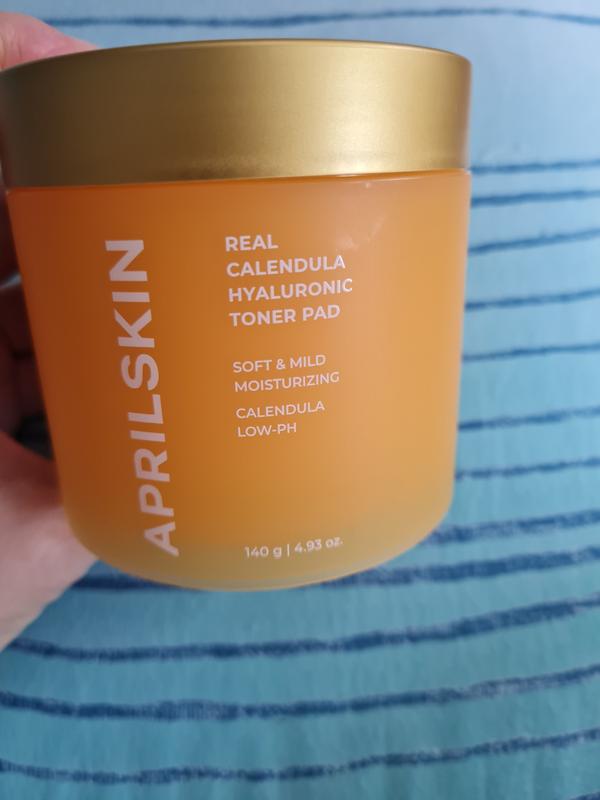 APRILSKIN
REAL
CALENDULA
HYALURONIC
TONER PAD
SOFT & MILD
MOISTURIZING
CALENDULA
LOW-PH
140 g | 4.93 oz.